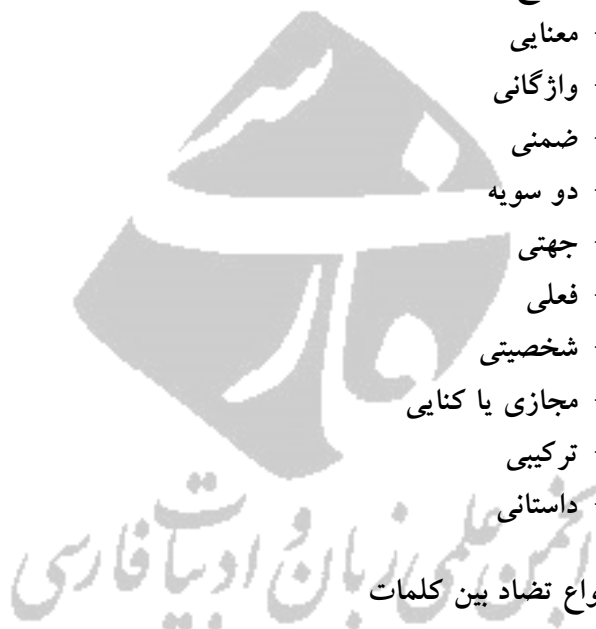 - معنایی
- واژگانی
- ضمنی
- دو سویه
- جهتی
- فعلی
- شخصیتی
- مجازی یا کنایی
- ترکیبی
- داستانی
انجمن علمی زبان و ادبیات فارسی
واع تضاد بین کلمات